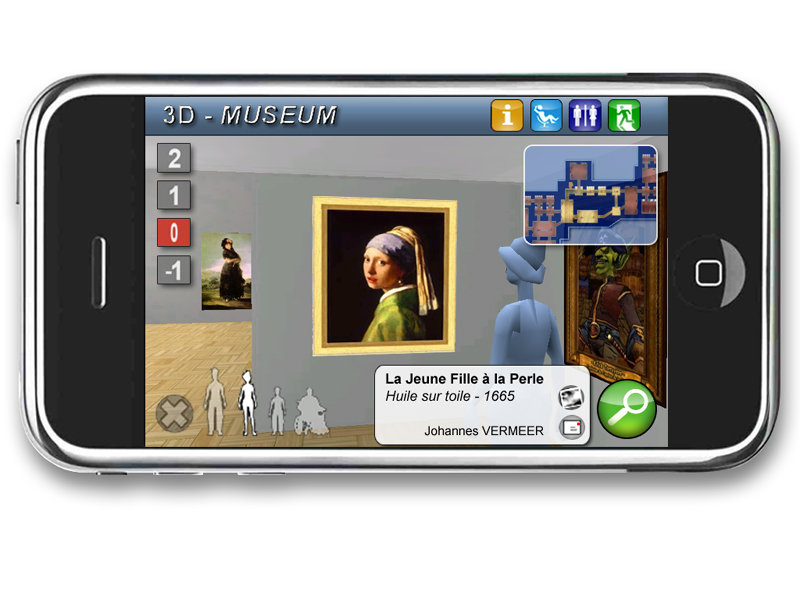 3D - MUSEUM
i
2
1
0
-1
La Jeune Fille à la Perle
Huile sur toile - 1665
Johannes VERMEER